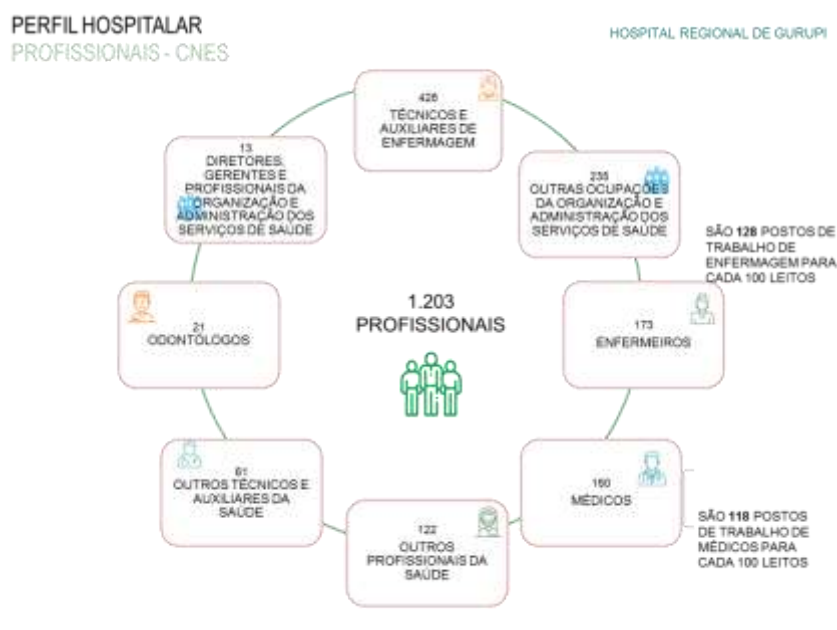 PERFIL HOSPITALAR
PROFISSIONAIS - CNES
HOSPITAL REGIONAL DE GURUPI
TÉCNICOS E
AUXILIARES DE
ENFERMAGEM
13
DIRETORES,
GERENTES E
PROFISSIONAIS DA
ORGANIZAÇÃO E
ADMINISTRAÇÃO DOS
SERVIÇOS DE SAÚDE
235
OUTRAS OCUPAÇÕES
DA ORGANIZAÇÃO E
ADMINISTRAÇÃO DOS
SERVIÇOS DE SAÚDE
SÃO 128 POSTOS DE
TRABALHO DE
ENFERMAGEM PARA
CADA 100 LEITOS
1.203
PROFISSIONAIS
21
ODONTÓLOGOS
173
ENFERMEIROS
OUTROS TÉCNICOS E
AUXILIARES DA
SAÚDE
160
MÉDICOS
122
OUTROS
PROFISSIONAIS DA
SAÚDE
SÃO 118 POSTOS
DE TRABALHO DE
MÉDICOS PARA
CADA 100 LEITOS